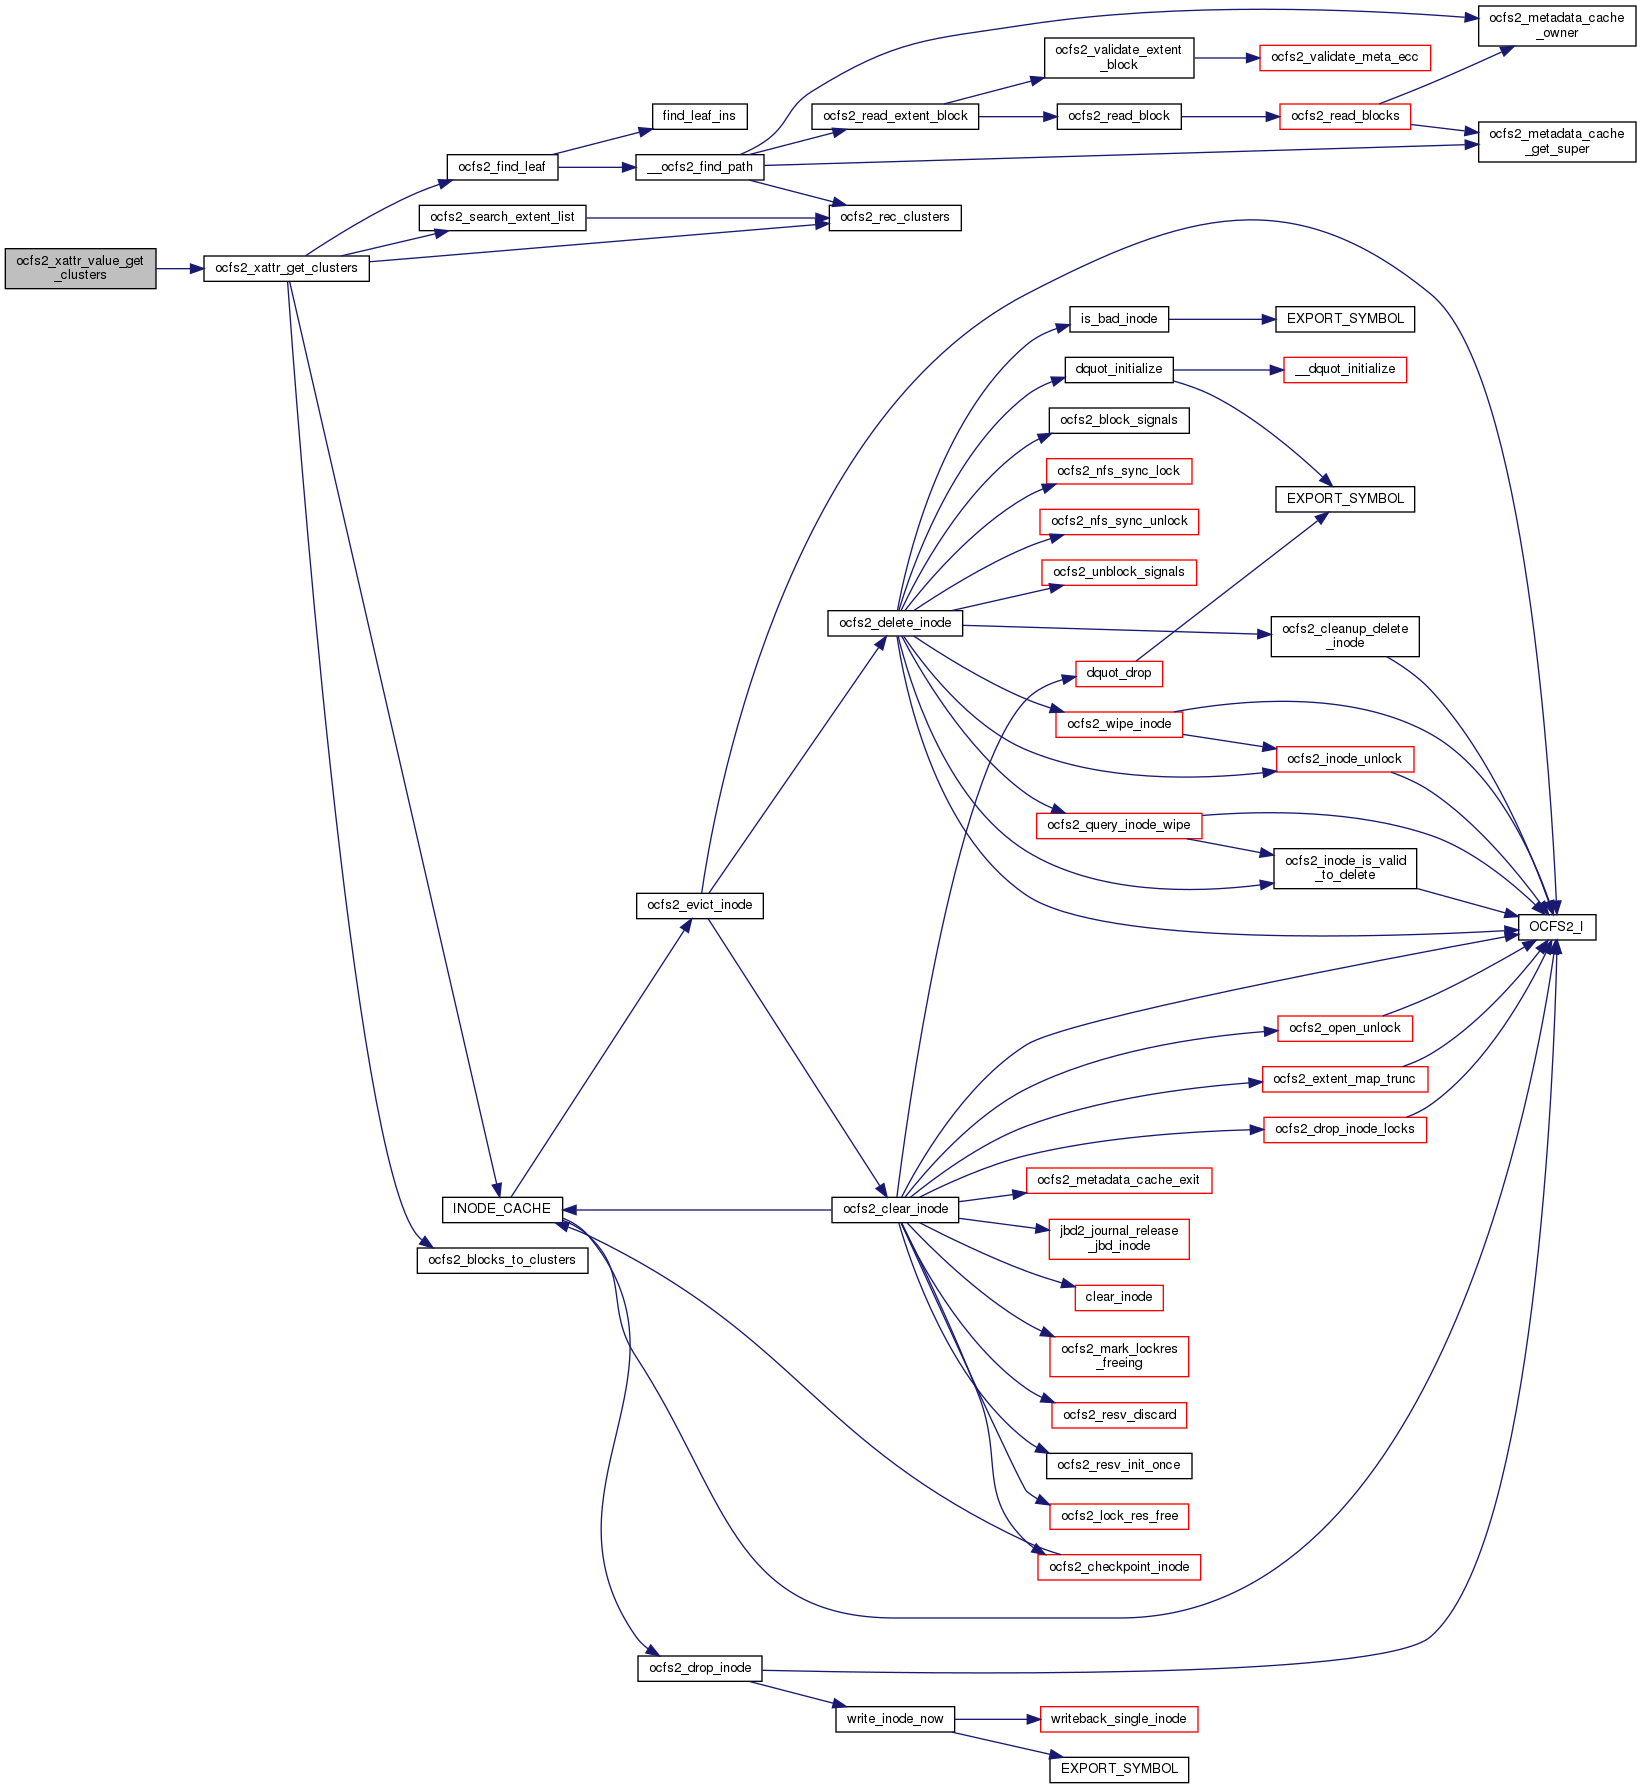 ocfs2_metadata_cache
_owner
ocfs2_validate_extent
_block
ocfs2_validate_meta_ecc
find_leaf_ins
ocfs2_read_extent_block
ocfs2_read_block
ocfs2_read_blocks
ocfs2_metadata_cache
_get_super
ocfs2_find_leaf
__ocfs2_find_path
ocfs2_search_extent_list
ocfs2_rec_clusters
ocfs2_xattr_value_get
_clusters
ocfs2_xattr_get_clusters
is_bad_inode
EXPORT_SYMBOL
dquot_initialize
__dquot_initialize
ocfs2_block_signals
ocfs2_nfs_sync_lock
EXPORT_SYMBOL
ocfs2_nfs_sync_unlock
ocfs2_unblock_signals
ocfs2_delete_inode
ocfs2_cleanup_delete
_inode
dquot_drop
ocfs2_wipe_inode
ocfs2_inode_unlock
ocfs2_query_inode_wipe
ocfs2_inode_is_valid
_to_delete
ocfs2_evict_inode
OCFS2_I
ocfs2_open_unlock
ocfs2_extent_map_trunc
ocfs2_drop_inode_locks
ocfs2_metadata_cache_exit
INODE_CACHE
ocfs2_clear_inode
jbd2_journal_release
_jbd_inode
ocfs2_blocks_to_clusters
clear_inode
ocfs2_mark_lockres
_freeing
ocfs2_resv_discard
ocfs2_resv_init_once
ocfs2_lock_res_free
ocfs2_checkpoint_inode
ocfs2_drop_inode
write_inode_now
writeback_single_inode
EXPORT_SYMBOL